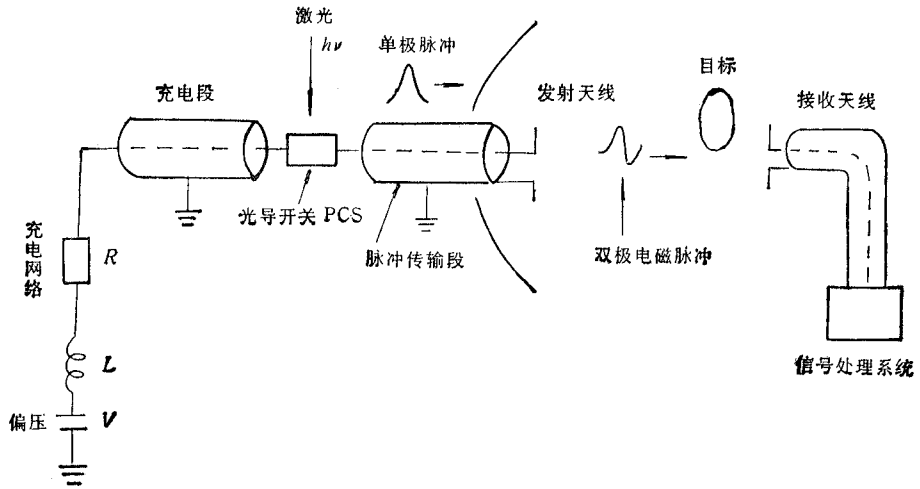 激光
hν
单极脉冲
充电段
发射天线
目标
接收天线
光导开关 PCS
脉冲传输段
双极电磁脉冲
充电网络
R
L
偏压
V
信号处理系统